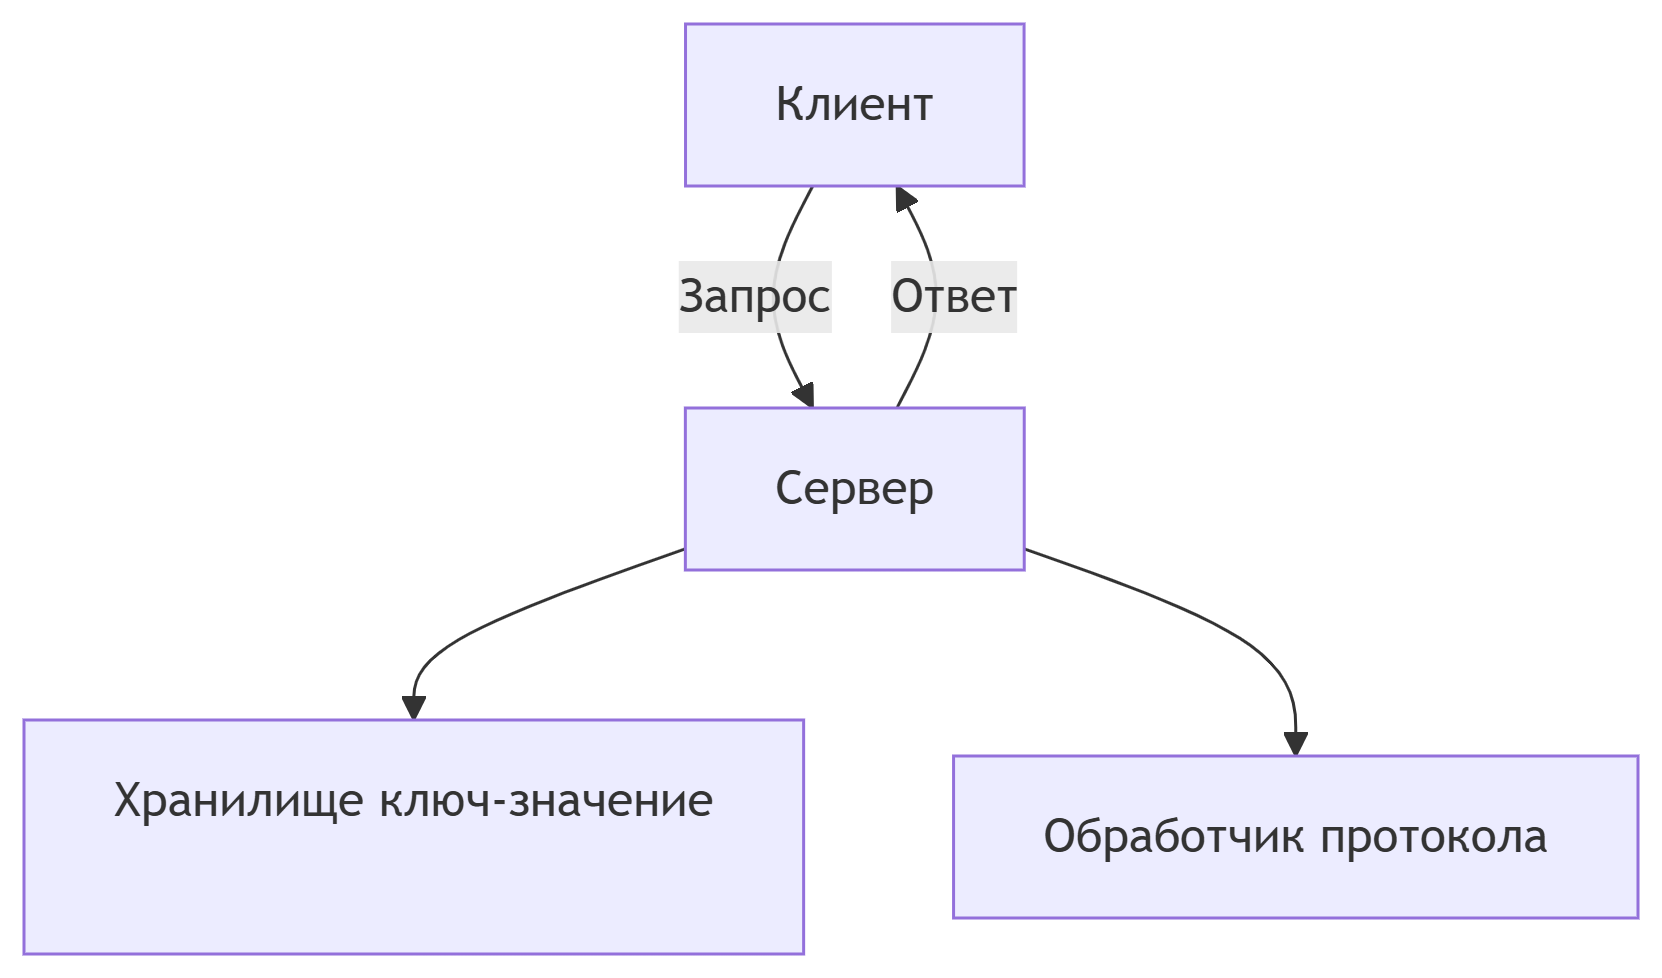 Клиент
Запрос
Ответ
Сервер
Хранилище ключ-значение
Обработчик протокола